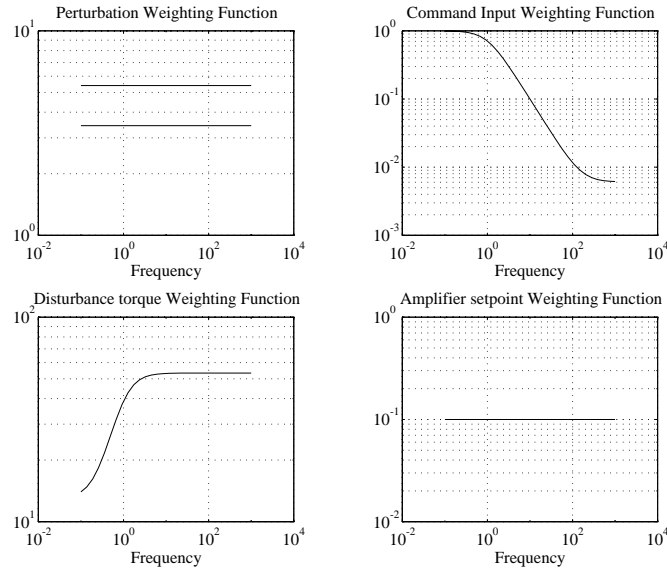 Perturbation Weighting Function
10^1
10^0
10^-2 10^0 10^2 10^4
Frequency
Command Input Weighting Function
10^0
10^-1
10^-2
10^-3
10^-2 10^0 10^2 10^4
Frequency
Disturbance torque Weighting Function
10^2
10^1
10^-2 10^0 10^2 10^4
Frequency
Amplifier setpoint Weighting Function
10^0
10^-1
10^-2
10^-2 10^0 10^2 10^4
Frequency